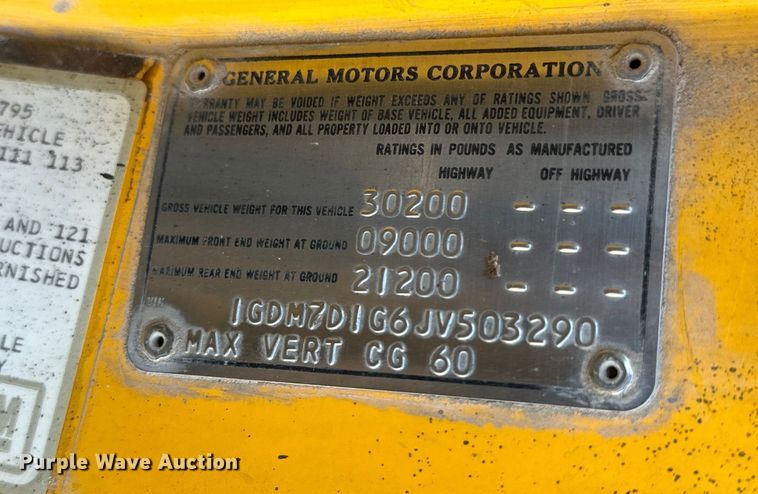 795
EHICLE
111 113
AND 121
UCTIONS
RNISHED
LE
Y
GENERAL MOTORS CORPORATION
WARRANTY MAY BE VOIDED IF WEIGHT EXCEEDS ANY OF RATINGS SHOWN. GROSS
VEHICLE WEIGHT INCLUDES WEIGHT OF BASE VEHICLE, ALL ADDED EQUIPMENT, DRIVER
AND PASSENGERS, AND ALL PROPERTY LOADED INTO OR ONTO VEHICLE.
RATINGS IN POUNDS AS MANUFACTURED
HIGHWAY OFF HIGHWAY
GROSS VEHICLE WEIGHT FOR THIS VEHICLE 30200 - - -
MAXIMUM FRONT END WEIGHT AT GROUND 09000 - - -
MAXIMUM REAR END WEIGHT AT GROUND 21200 - - -
VIN 1GDM7D1G6JV503290
MAX VERT CG 60
Purple Wave Auction